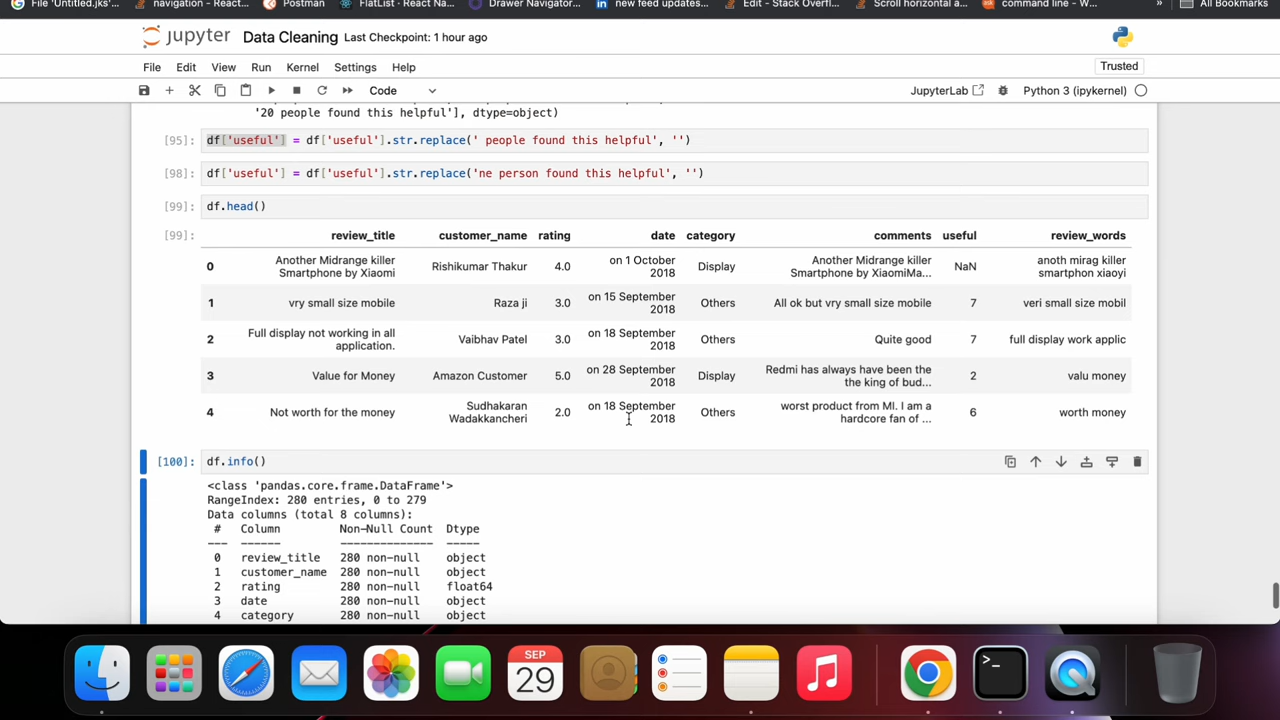 File 'Untitled.jks'...
navigation - React...
Postman
FlatList · React Na...
Drawer Navigator...
new feed updates...
Edit - Stack Overfl...
Scroll horizontal a...
command line - W...
»
All Bookmarks
jupyter Data Cleaning Last Checkpoint: 1 hour ago
File Edit View Run Kernel Settings Help
Trusted
Code
JupyterLab
Python 3 (ipykernel)
'20 people found this helpful'], dtype=object)
[95]: df['useful'] = df['useful'].str.replace(' people found this helpful', '')
[98]: df['useful'] = df['useful'].str.replace('ne person found this helpful', '')
[99]: df.head()
[99]: review_title customer_name rating date category comments useful review_words
0 Another Midrange killer Smartphone by Xiaomi Rishikumar Thakur 4.0 on 1 October 2018 Display Another Midrange killer Smartphone by XiaomiMa... NaN anoth mirag killer smartphon xiaoyi
1 vry small size mobile Raza ji 3.0 on 15 September 2018 Others All ok but vry small size mobile 7 veri small size mobil
2 Full display not working in all application. Vaibhav Patel 3.0 on 18 September 2018 Others Quite good 7 full display work applic
3 Value for Money Amazon Customer 5.0 on 28 September 2018 Display Redmi has always have been the the king of bud... 2 valu money
4 Not worth for the money Sudhakaran Wadakkancheri 2.0 on 18 September 2018 Others worst product from MI. I am a hardcore fan of ... 6 worth money
[100]: df.info()
<class 'pandas.core.frame.DataFrame'>
RangeIndex: 280 entries, 0 to 279
Data columns (total 8 columns):
# Column Non-Null Count Dtype
--- ------ -------------- -----
0 review_title 280 non-null object
1 customer_name 280 non-null object
2 rating 280 non-null float64
3 date 280 non-null object
4 category 280 non-null object
SEP
29
>_